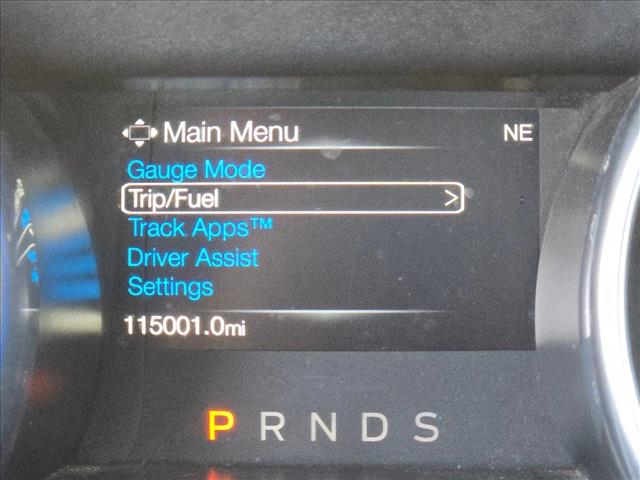 Main Menu NE
Gauge Mode
Trip/Fuel >
Track Apps™
Driver Assist
Settings
115001.0mi
P R N D S